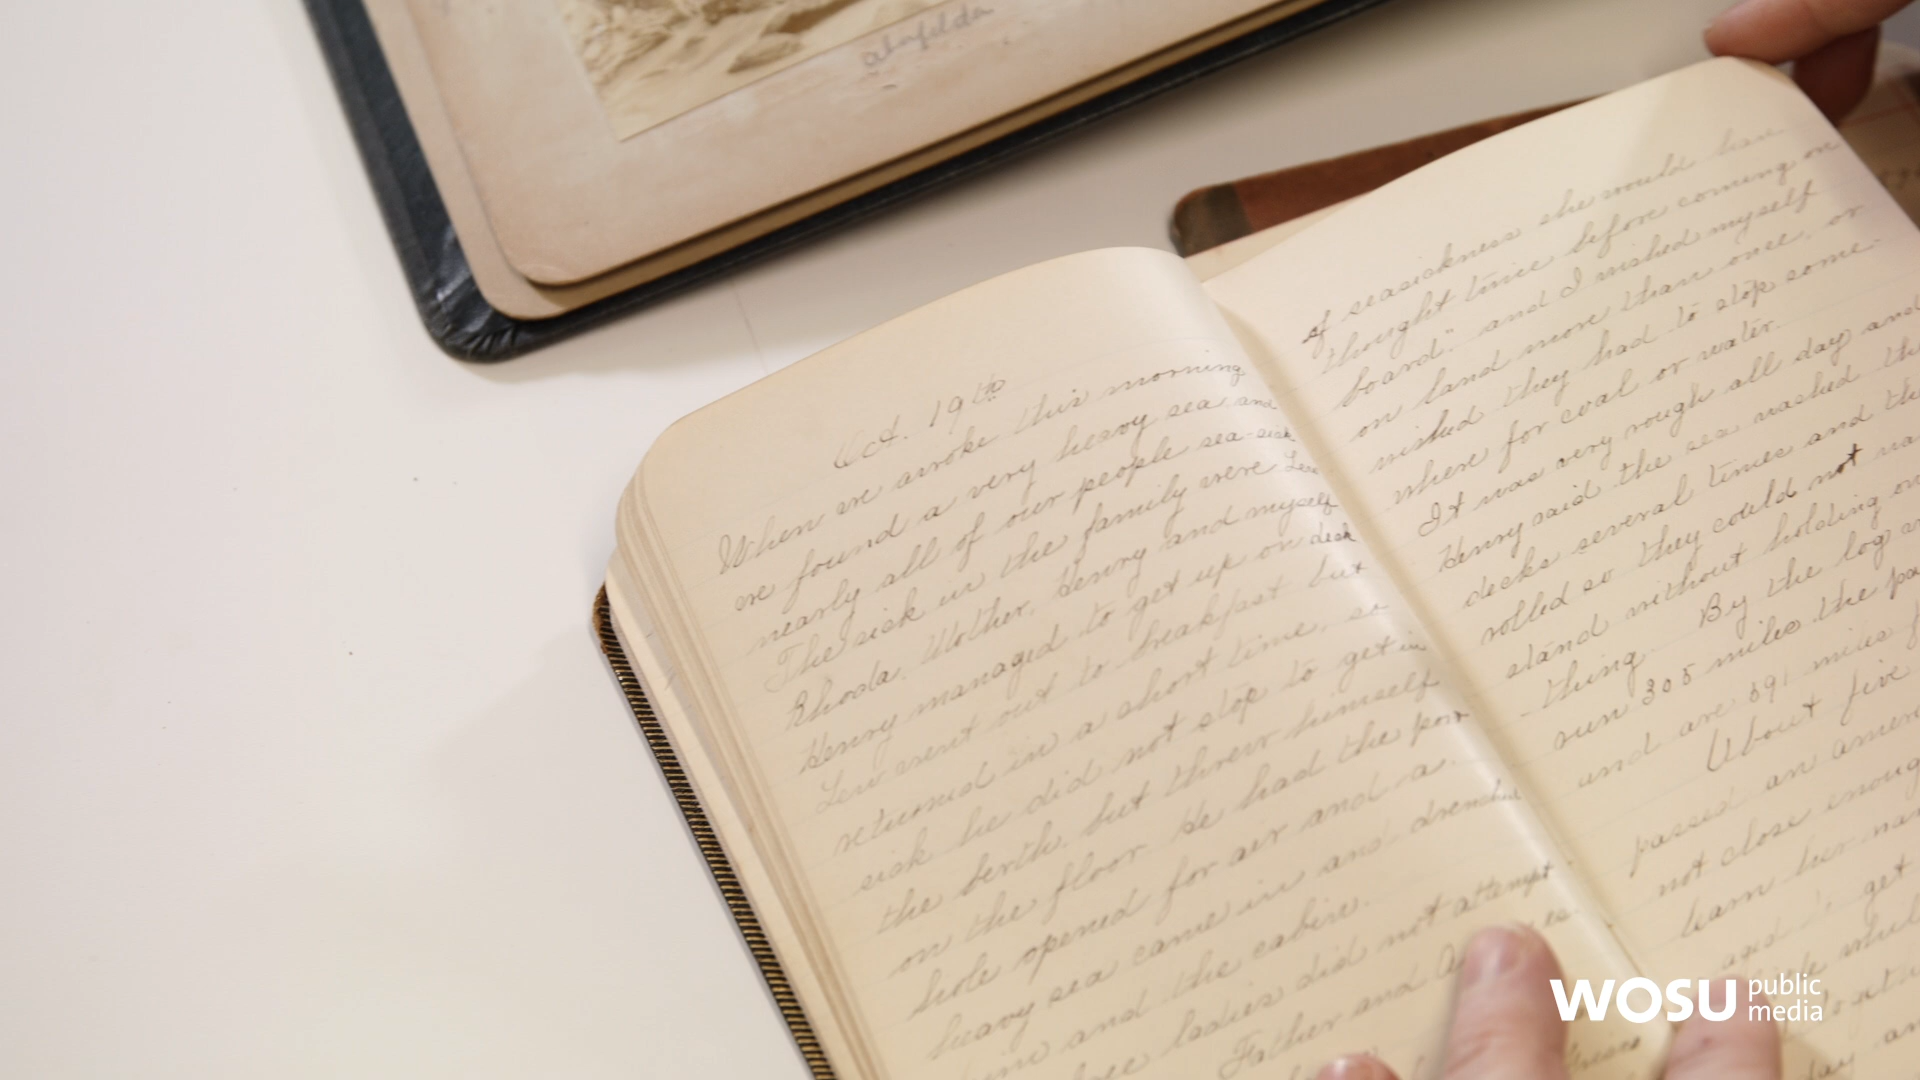 Oct. 19th
When we awoke this morning
we found a very heavy sea and
nearly all of our people sea-sick
The sick in the family were Lew
Rhoda, Mother, Henry and myself
Henry managed to get up on deck
Lew went out to breakfast but
returned in a short time, so
sick he did not stop to get in
the berth, but threw himself
on the floor He had the port
hole opened for air and a
heavy sea came in and drenched
him and the cabin.
ladies did not attempt
Father and
of seasickness she would have
thought twice before coming on
board", and I wished myself
on land more than once, or
wished they had to stop some-
where for coal or water.
It was very rough all day and
Henry said the sea washed the
decks several times and the
rolled so they could not
stand without holding on
thing. By the log
run 305 miles the
and are 591 miles
About five
passed an
not close enough
learn her
get
WOSU public
media